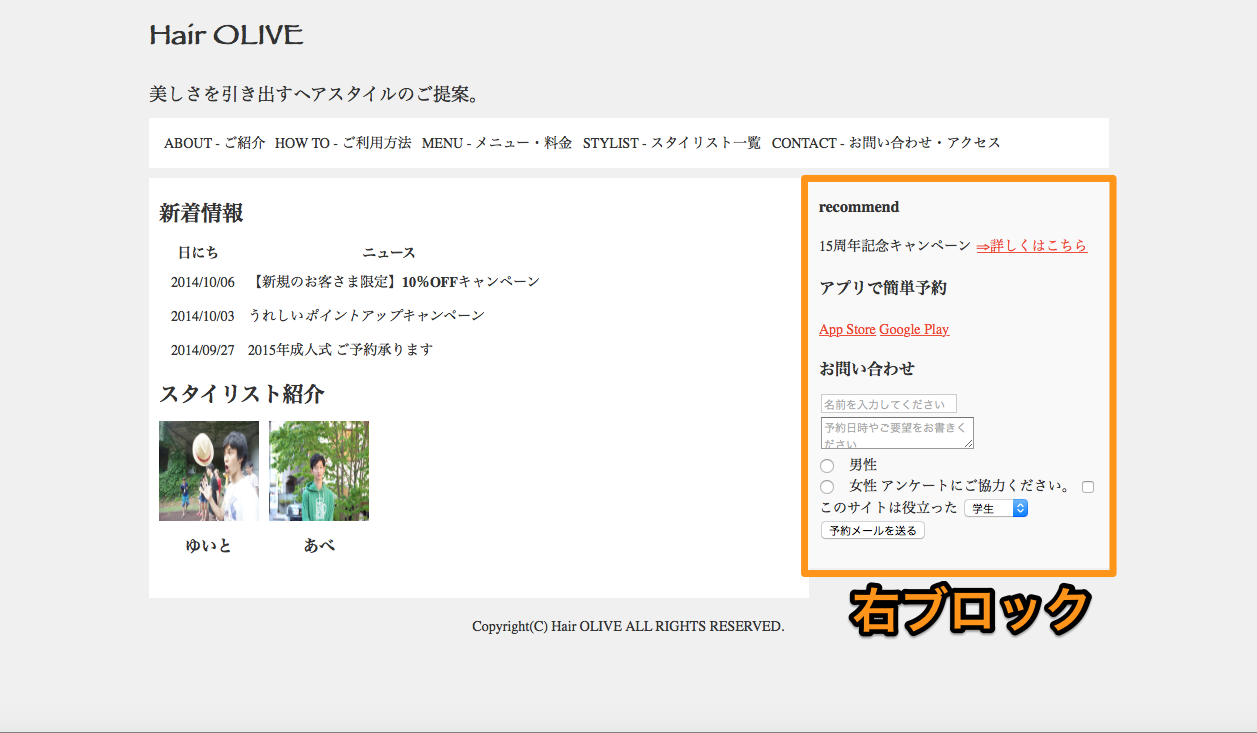 Hair OLIVE
美しさを引き出すヘアスタイルのご提案。
ABOUT - ご紹介 HOW TO - ご利用方法 MENU - メニュー・料金 STYLIST - スタイリスト一覧 CONTACT - お問い合わせ・アクセス
新着情報
日にち ニュース
2014/10/06 【新規のお客さま限定】10%OFFキャンペーン
2014/10/03 うれしいポイントアップキャンペーン
2014/09/27 2015年成人式 ご予約承ります
スタイリスト紹介
ゆいと あべ
recommend
15周年記念キャンペーン ⇒詳しくはこちら
アプリで簡単予約
App Store Google Play
お問い合わせ
名前を入力してください
予約日時やご要望をお書きく
ださい
男性
女性 アンケートにご協力ください。
このサイトは役立った 学生
予約メールを送る
右ブロック
Copyright(C) Hair OLIVE ALL RIGHTS RESERVED.